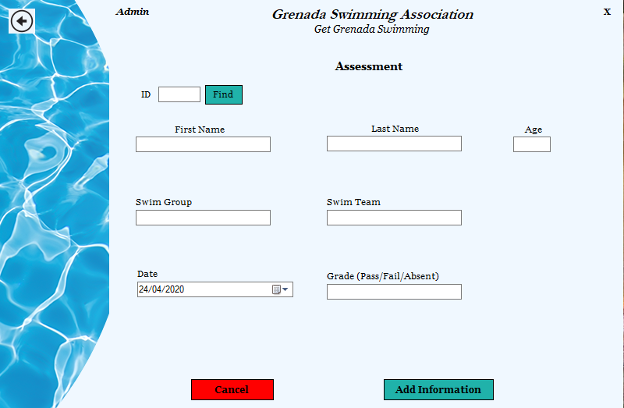 Admin
Grenada Swimming Association
X
Get Grenada Swimming
Assessment
ID
Find
First Name
Last Name
Age
Swim Group
Swim Team
Date
24/04/2020
Grade (Pass/Fail/Absent)
Cancel
Add Information